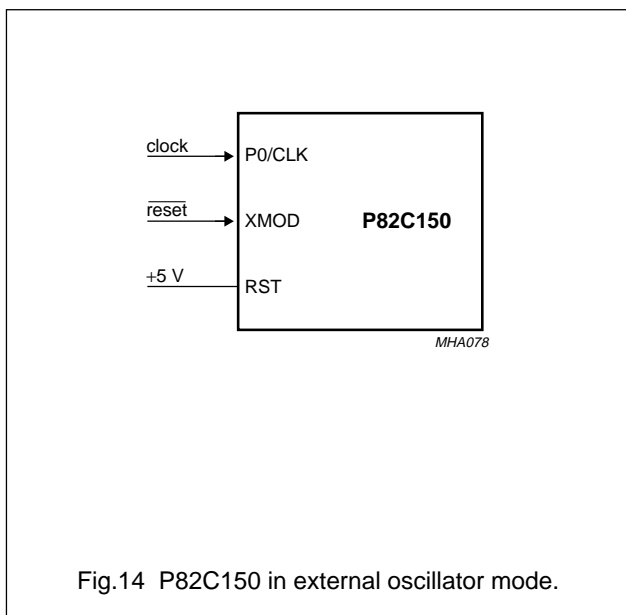 clock P0/CLK
reset XMOD P82C150
+5 V RST
MHA078
Fig.14 P82C150 in external oscillator mode.